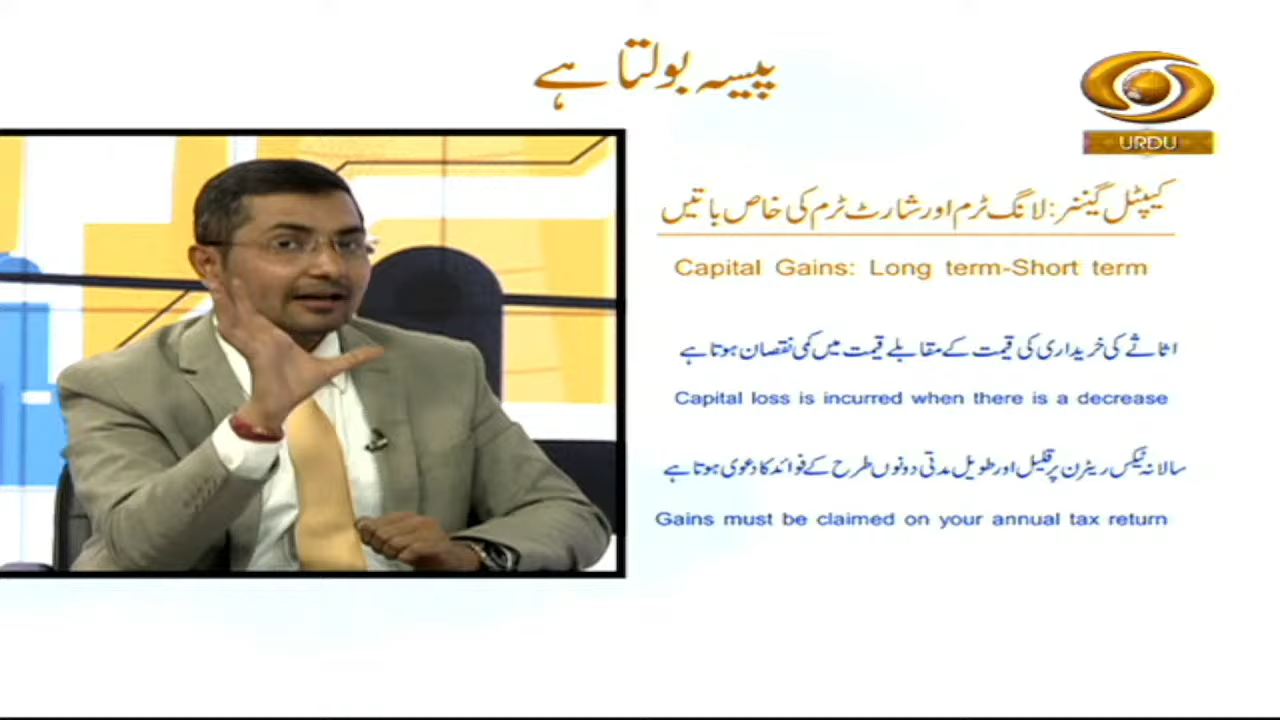 پیسہ بولتا ہے
URDU
کیپٹل گینز: لانگ ٹرم اور شارٹ ٹرم کی خاص باتیں
Capital Gains: Long term-Short term
اثاثے کی خریداری کی قیمت کے مقابلے قیمت میں کمی نقصان ہوتا ہے
Capital loss is incurred when there is a decrease
سالانہ ٹیکس ریٹرن پر قلیل اور طویل مدتی دونوں طرح کے فوائد کا دعوی ہوتا ہے
Gains must be claimed on your annual tax return